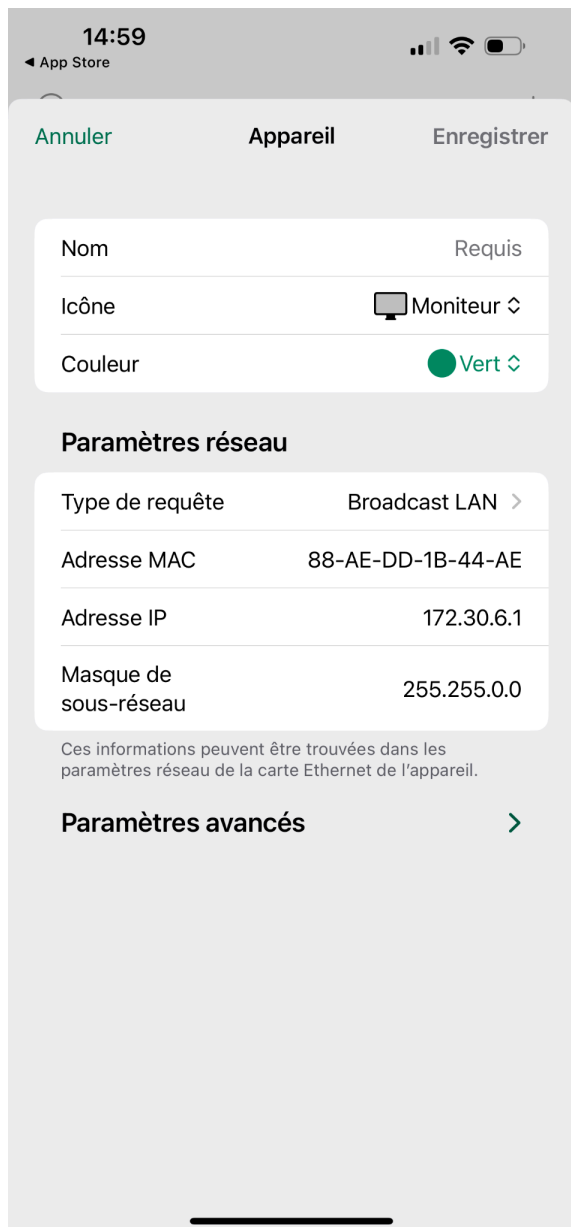 14:59
◀ App Store
Annuler Appareil Enregistrer
Nom Requis
Icône Moniteur
Couleur Vert
Paramètres réseau
Type de requête Broadcast LAN
Adresse MAC 88-AE-DD-1B-44-AE
Adresse IP 172.30.6.1
Masque de
sous-réseau 255.255.0.0
Ces informations peuvent être trouvées dans les
paramètres réseau de la carte Ethernet de l’appareil.
Paramètres avancés